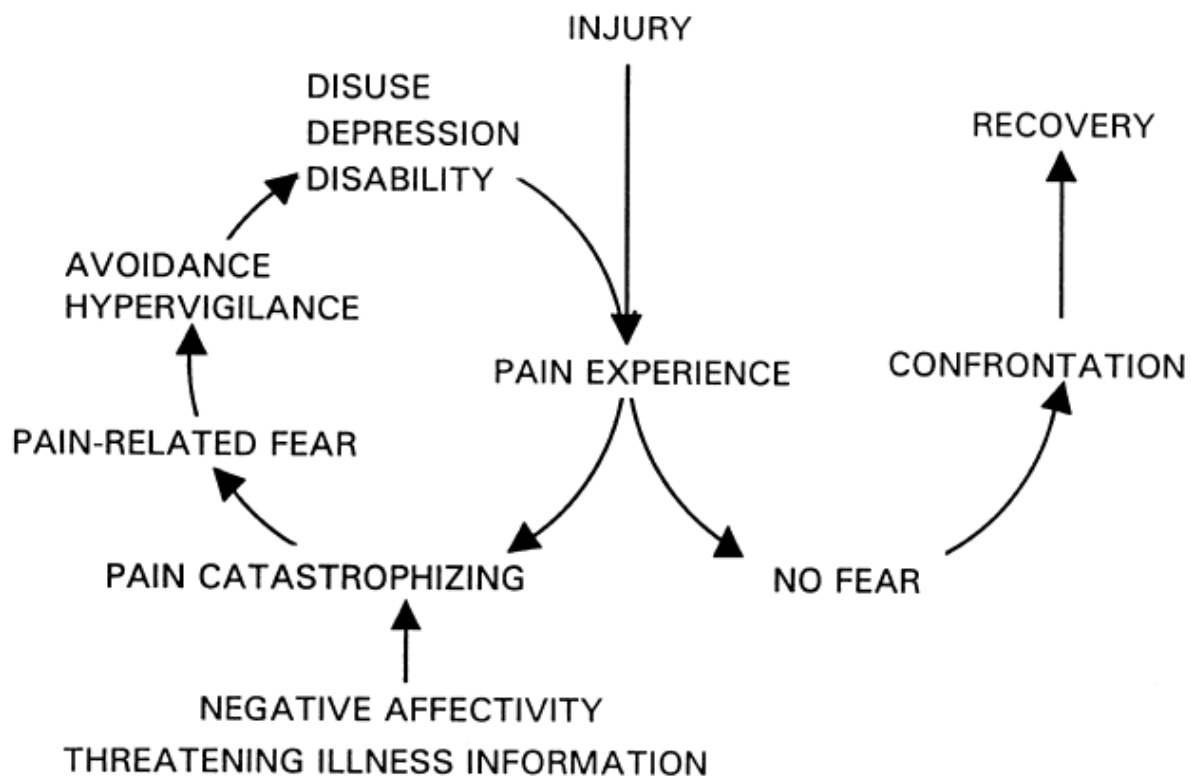 INJURY
DISUSE
DEPRESSION
DISABILITY
RECOVERY
AVOIDANCE
HYPERVIGILANCE
PAIN EXPERIENCE
CONFRONTATION
PAIN-RELATED FEAR
PAIN CATASTROPHIZING
NO FEAR
NEGATIVE AFFECTIVITY
THREATENING ILLNESS INFORMATION